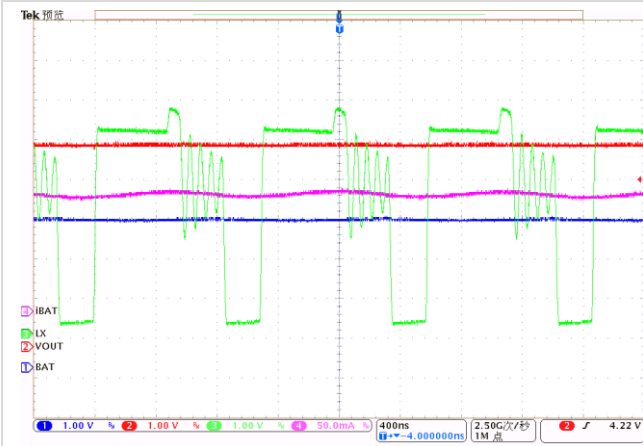 Tek 预览
T
4 iBAT
3 LX
2 VOUT
1 BAT
1 1.00 V 2 1.00 V 3 1.00 V 4 50.0mA 400ns 2.50G次/秒 2 4.22 V
T→▼-4.000000ns 1M 点